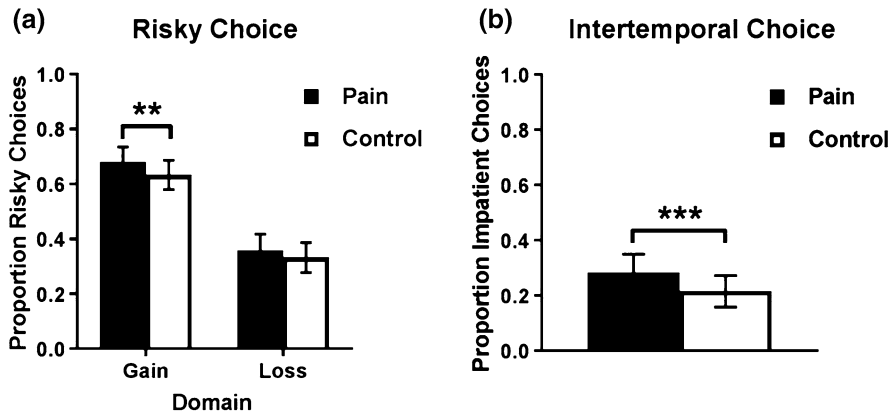 (a)
Risky Choice
Proportion Risky Choices
1.0
0.8
0.6
0.4
0.2
0.0
**
Pain
Control
Gain
Loss
Domain
(b)
Intertemporal Choice
Proportion Impatient Choices
1.0
0.8
0.6
0.4
0.2
0.0
***
Pain
Control